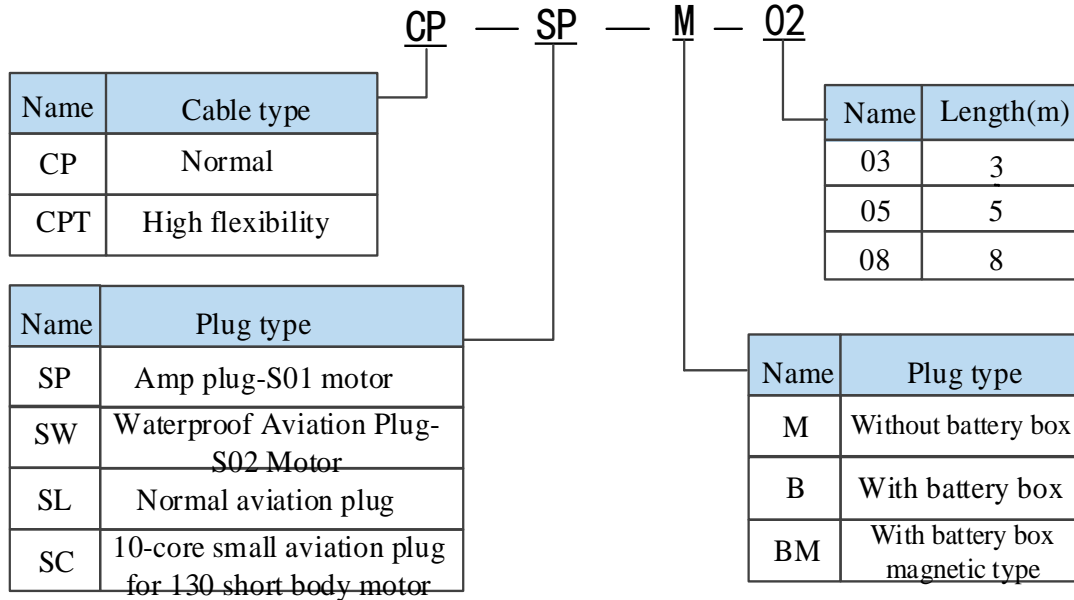 CP — SP — M — 02
Name Cable type
CP Normal
CPT High flexibility
Name Length(m)
03 3
05 5
08 8
Name Plug type
SP Amp plug-S01 motor
SW Waterproof Aviation Plug-
S02 Motor
SL Normal aviation plug
SC 10-core small aviation plug
for 130 short body motor
Name Plug type
M Without battery box
B With battery box
BM With battery box
magnetic type